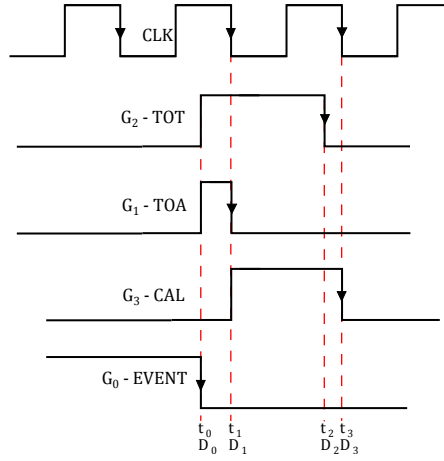 CLK
G₂ - TOT
G₁ - TOA
G₃ - CAL
G₀ - EVENT
t₀ t₁ t₂ t₃
D₀ D₁ D₂ D₃